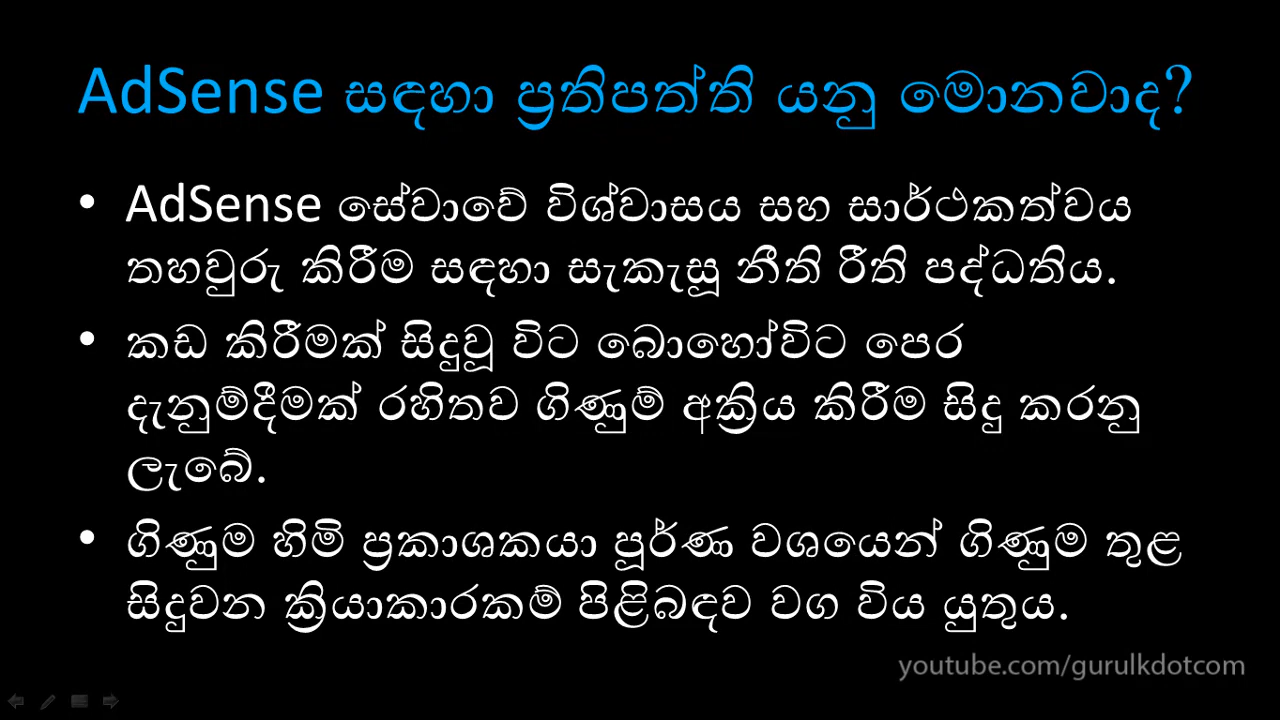 AdSense සඳහා ප්‍රතිපත්ති යනු මොනවාද?
• AdSense සේවාවේ විශ්වාසය සහ සාර්ථකත්වය
තහවුරු කිරීම සඳහා සැකැසූ නීති රීති පද්ධතිය.
• කඩ කිරීමක් සිදුවූ විට බොහෝවිට පෙර
දැනුම්දීමක් රහිතව ගිණුම් අක්‍රිය කිරීම සිදු කරනු
ලැබේ.
• ගිණුම හිමි ප්‍රකාශකයා පූර්ණ වශයෙන් ගිණුම තුළ
සිදුවන ක්‍රියාකාරකම් පිළිබඳව වග විය යුතුය.
youtube.com/gurulkdotcom